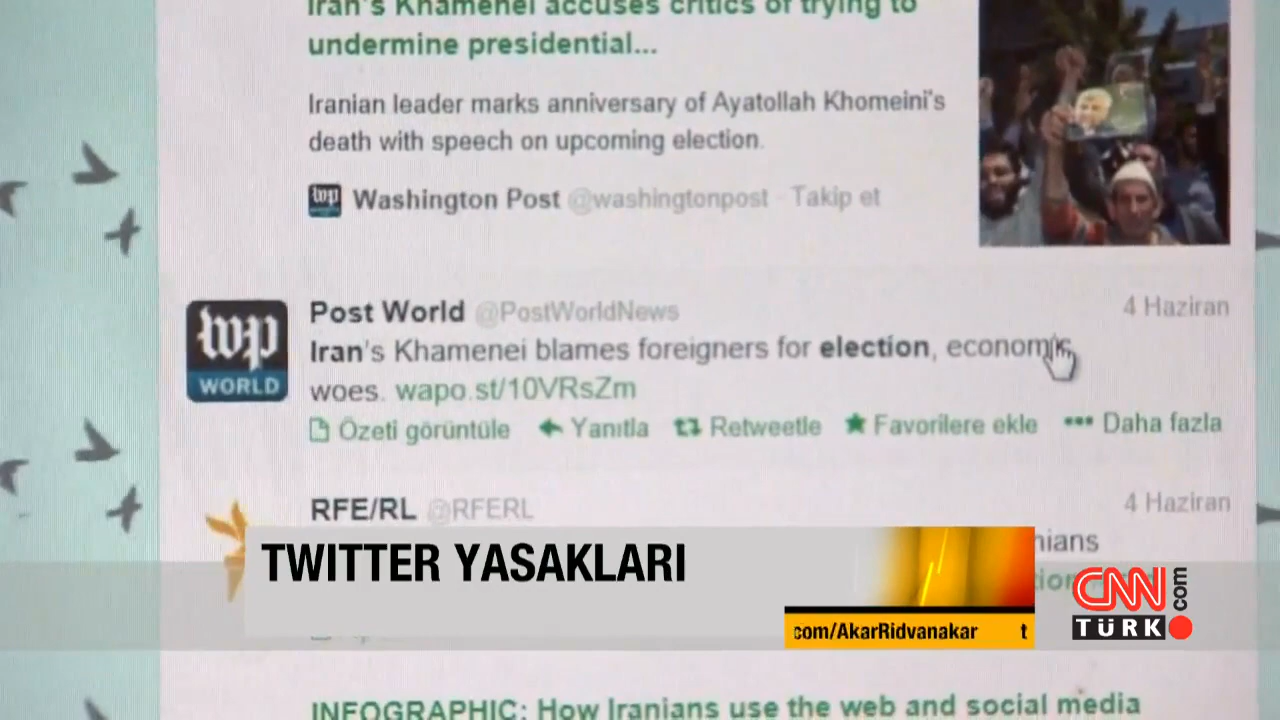 Iran's Khamenei accuses critics of trying to
undermine presidential...
Iranian leader marks anniversary of Ayatollah Khomeini's
death with speech on upcoming election.
wp Washington Post @washingtonpost · Takip et
Post World @PostWorldNews 4 Haziran
wp
WORLD
Iran's Khamenei blames foreigners for election, economic
woes. wapo.st/10VRsZm
Özeti görüntüle Yanıtla Retweetle Favorilere ekle Daha fazla
RFE/RL @RFERL 4 Haziran
TWITTER YASAKLARI
com/AkarRidvanakar t
CNN
TÜRK
.com
INFOGRAPHIC: How Iranians use the web and social media